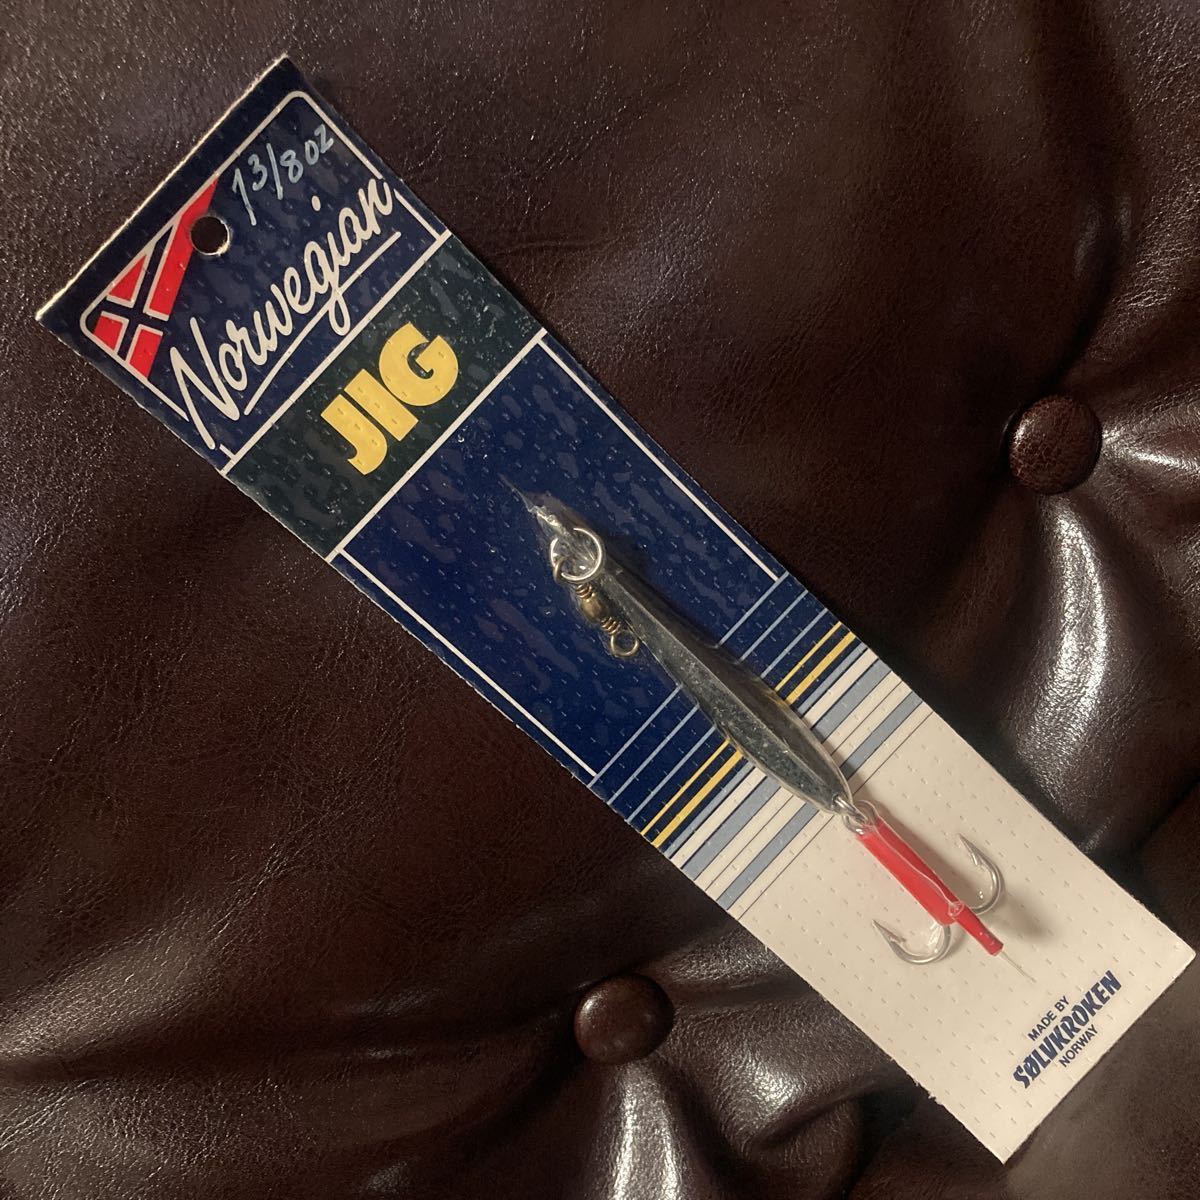 1 3/8 oz
Norwegian
JIG
MADE BY
SØLVKROKEN
NORWAY